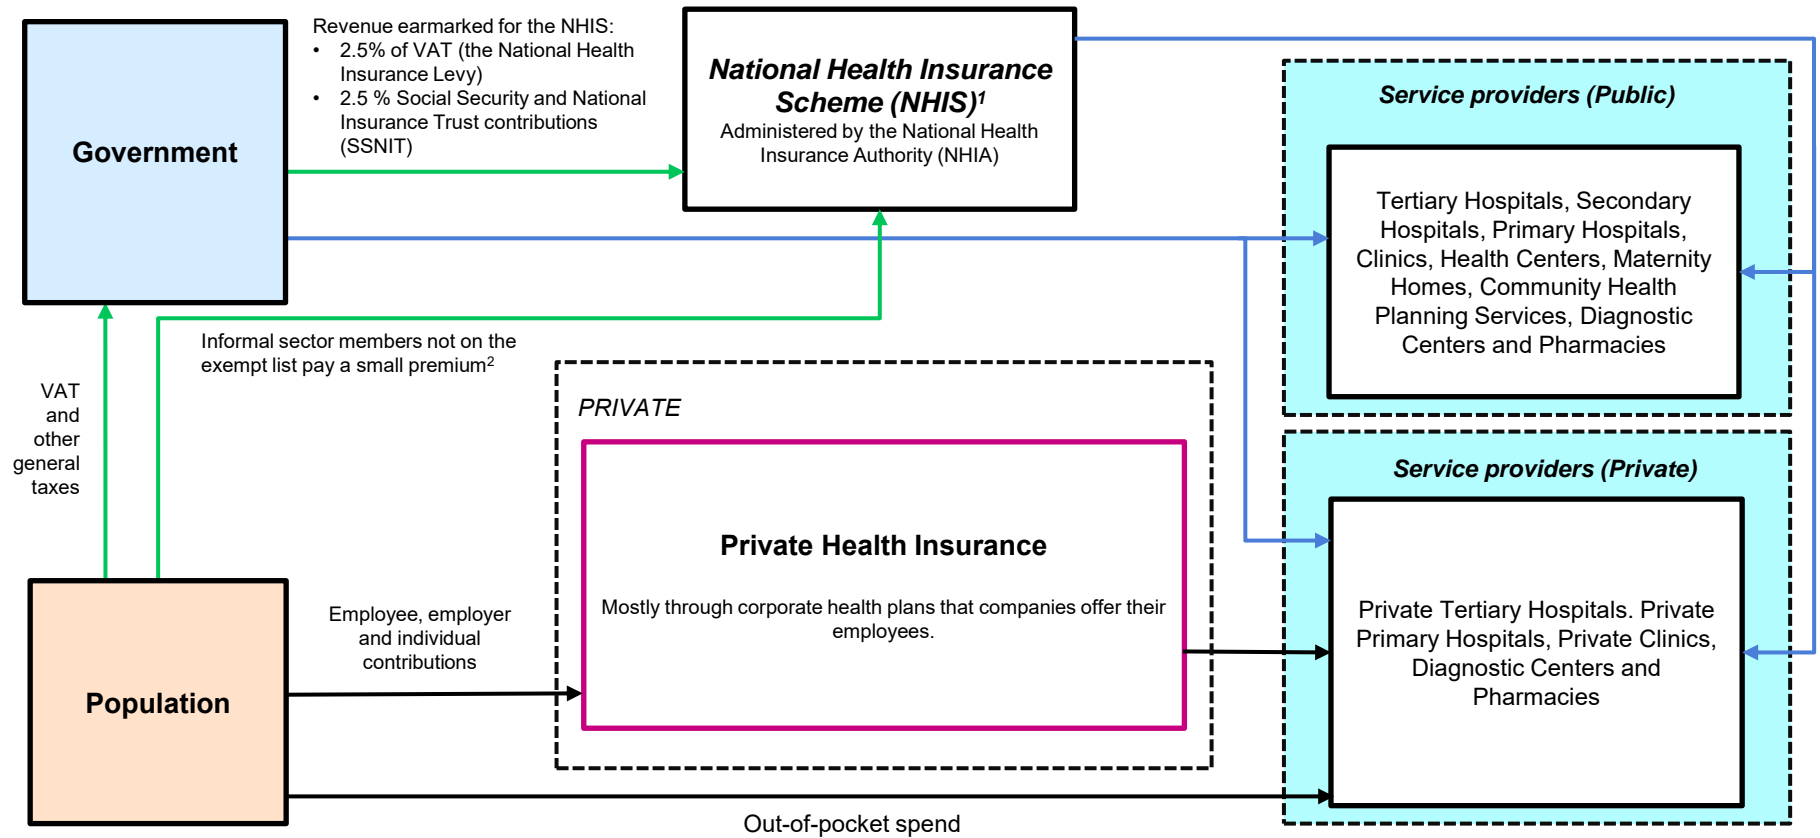 Government
Revenue earmarked for the NHIS:
• 2.5% of VAT (the National Health
Insurance Levy)
• 2.5 % Social Security and National
Insurance Trust contributions
(SSNIT)
National Health Insurance
Scheme (NHIS)¹
Administered by the National Health
Insurance Authority (NHIA)
Service providers (Public)
Tertiary Hospitals, Secondary
Hospitals, Primary Hospitals,
Clinics, Health Centers, Maternity
Homes, Community Health
Planning Services, Diagnostic
Centers and Pharmacies
Informal sector members not on the
exempt list pay a small premium²
VAT
and
other
general
taxes
PRIVATE
Private Health Insurance
Mostly through corporate health plans that companies offer their
employees.
Service providers (Private)
Private Tertiary Hospitals. Private
Primary Hospitals, Private Clinics,
Diagnostic Centers and
Pharmacies
Population
Employee, employer
and individual
contributions
Out-of-pocket spend